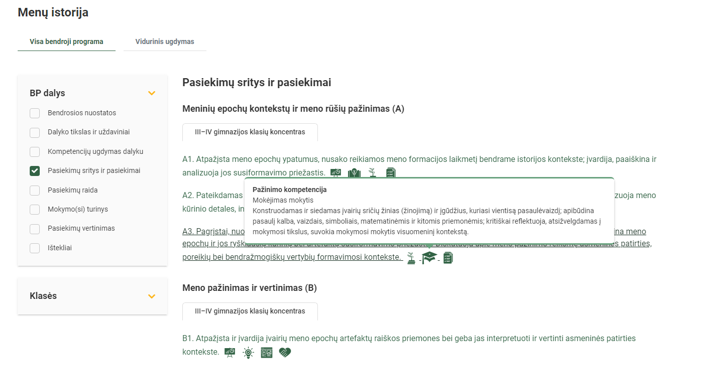 Menų istorija
Visa bendroji programa
Vidurinis ugdymas
BP dalys
Bendrosios nuostatos
Dalyko tikslas ir uždaviniai
Kompetencijų ugdymas dalyku
Pasiekimų sritys ir pasiekimai
Pasiekimų raida
Mokymo(si) turinys
Pasiekimų vertinimas
Ištekliai
Klasės
Pasiekimų sritys ir pasiekimai
Meninių epochų kontekstų ir meno rūšių pažinimas (A)
III–IV gimnazijos klasių koncentras
A1. Atpažįsta meno epochų ypatumus, nusako reikiamos meno formacijos laikmetį bendrame istorijos kontekste; įvardija, paaiškina ir
analizuoja jos susiformavimo priežastis.
A2. Pateikdamas
meno
kūrinio detales,
Pažinimo kompetencija
Mokėjimas mokytis
Konstruodamas ir siedamas įvairių sričių žinias (žinojimą) ir įgūdžius, kuriasi vientisą pasaulėvaizdį; apibūdina
pasaulį kalba, vaizdais, simboliais, matematinėmis ir kitomis priemonėmis; kritiškai reflektuoja, atsižvelgdamas į
mokymosi tikslus, suvokia mokymosi mokytis visuomeninį kontekstą.
A3. Pagristai,
meno
epochų ir jos
patirties,
poreikių bei bendražmogiškų vertybių formavimosi kontekste.
Meno pažinimas ir vertinimas (B)
III–IV gimnazijos klasių koncentras
B1. Atpažįsta ir įvardija įvairių meno epochų artefaktų raiškos priemones bei geba jas interpretuoti ir vertinti asmeninės patirties
kontekste.